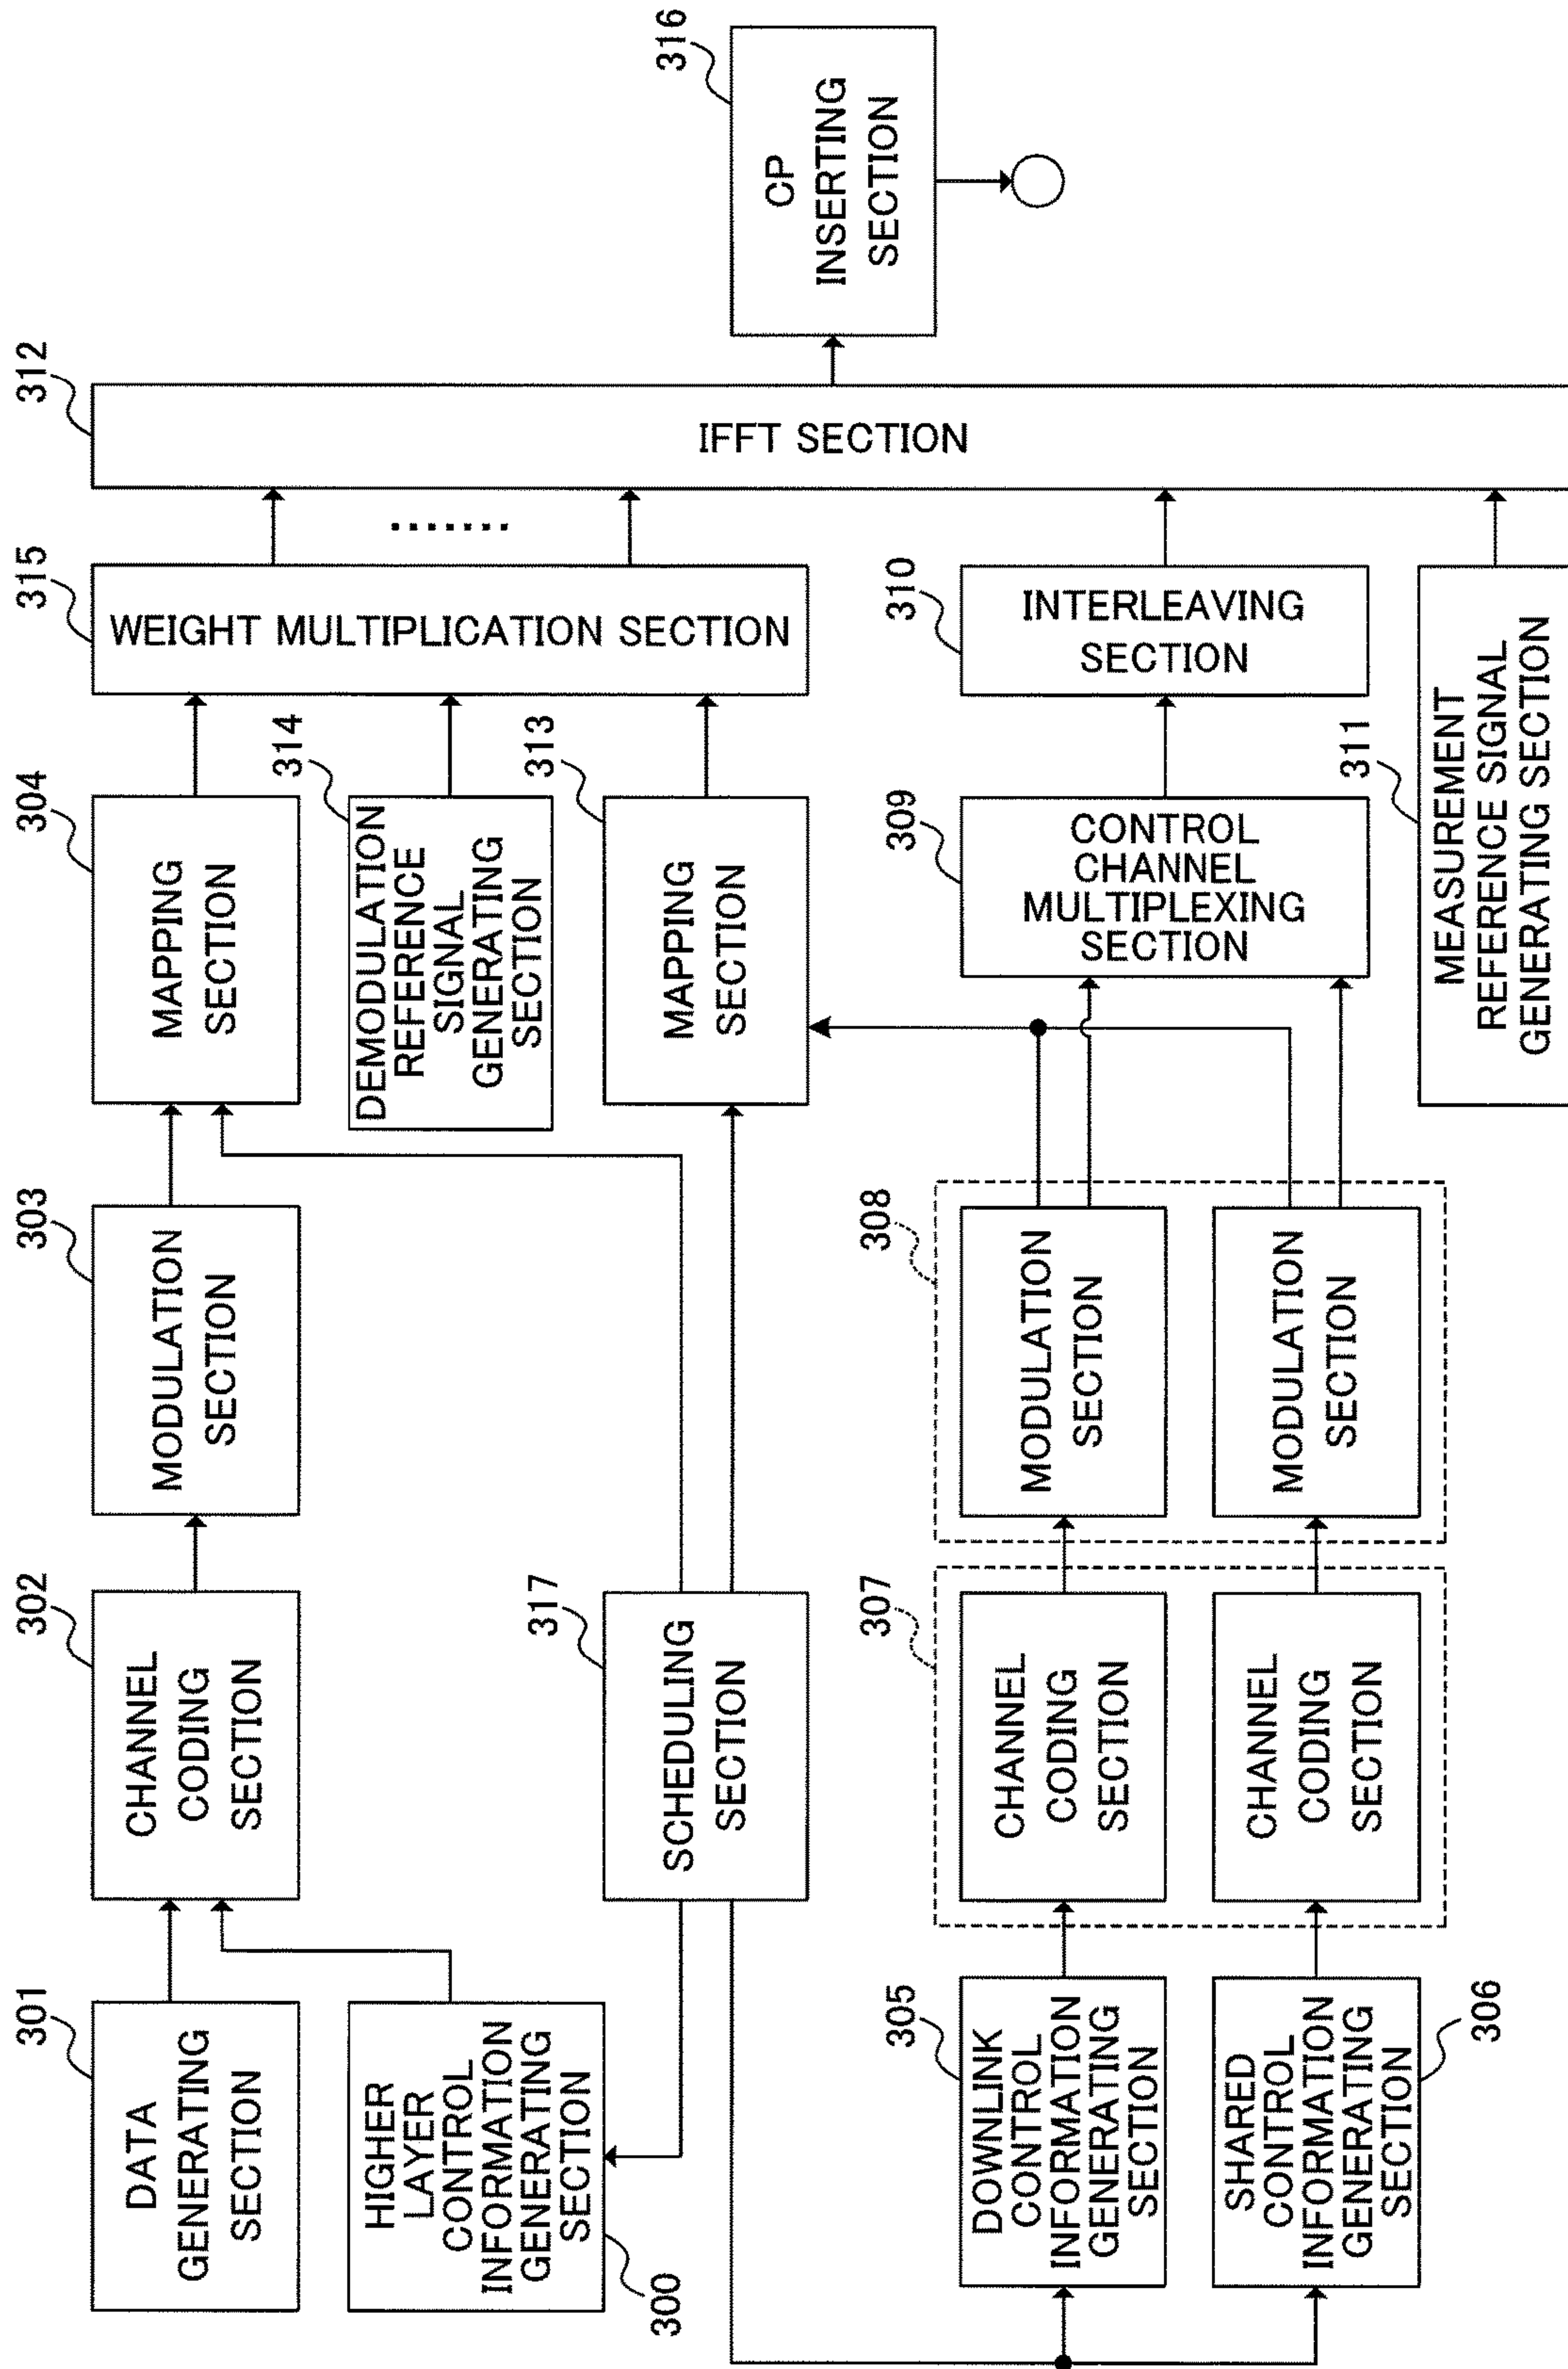 301
DATA
GENERATING
SECTION
302
CHANNEL
CODING
SECTION
303
MODULATION
SECTION
304
MAPPING
SECTION
315
WEIGHT MULTIPLICATION SECTION
312
IFFT SECTION
316
CP
INSERTING
SECTION
HIGHER
LAYER
CONTROL
INFORMATION
GENERATING
SECTION
300
314
DEMODULATION
REFERENCE
SIGNAL
GENERATING
SECTION
317
SCHEDULING
SECTION
313
MAPPING
SECTION
305
DOWNLINK
CONTROL
INFORMATION
GENERATING
SECTION
307
CHANNEL
CODING
SECTION
308
MODULATION
SECTION
309
CONTROL
CHANNEL
MULTIPLEXING
SECTION
310
INTERLEAVING
SECTION
SHARED
CONTROL
INFORMATION
GENERATING
SECTION
306
CHANNEL
CODING
SECTION
MODULATION
SECTION
311
MEASUREMENT
REFERENCE SIGNAL
GENERATING SECTION